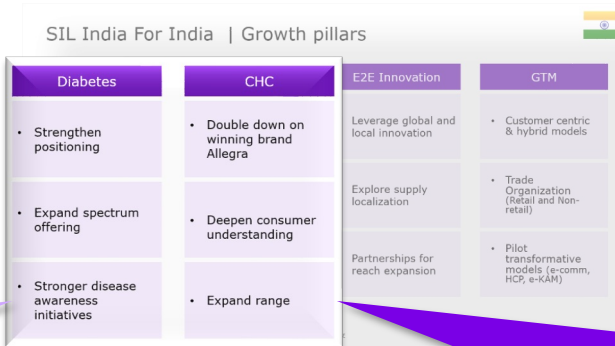 SIL India For India | Growth pillars
Diabetes
• Strengthen
positioning
• Expand spectrum
offering
• Stronger disease
awareness
initiatives
CHC
• Double down on
winning brand
Allegra
• Deepen consumer
understanding
• Expand range
E2E Innovation
Leverage global and
local innovation
Explore supply
localization
Partnerships for
reach expansion
GTM
• Customer centric
& hybrid models
• Trade
Organization
(Retail and Non-
retail)
• Pilot
transformative
models (e-comm,
HCP, e-KAM)